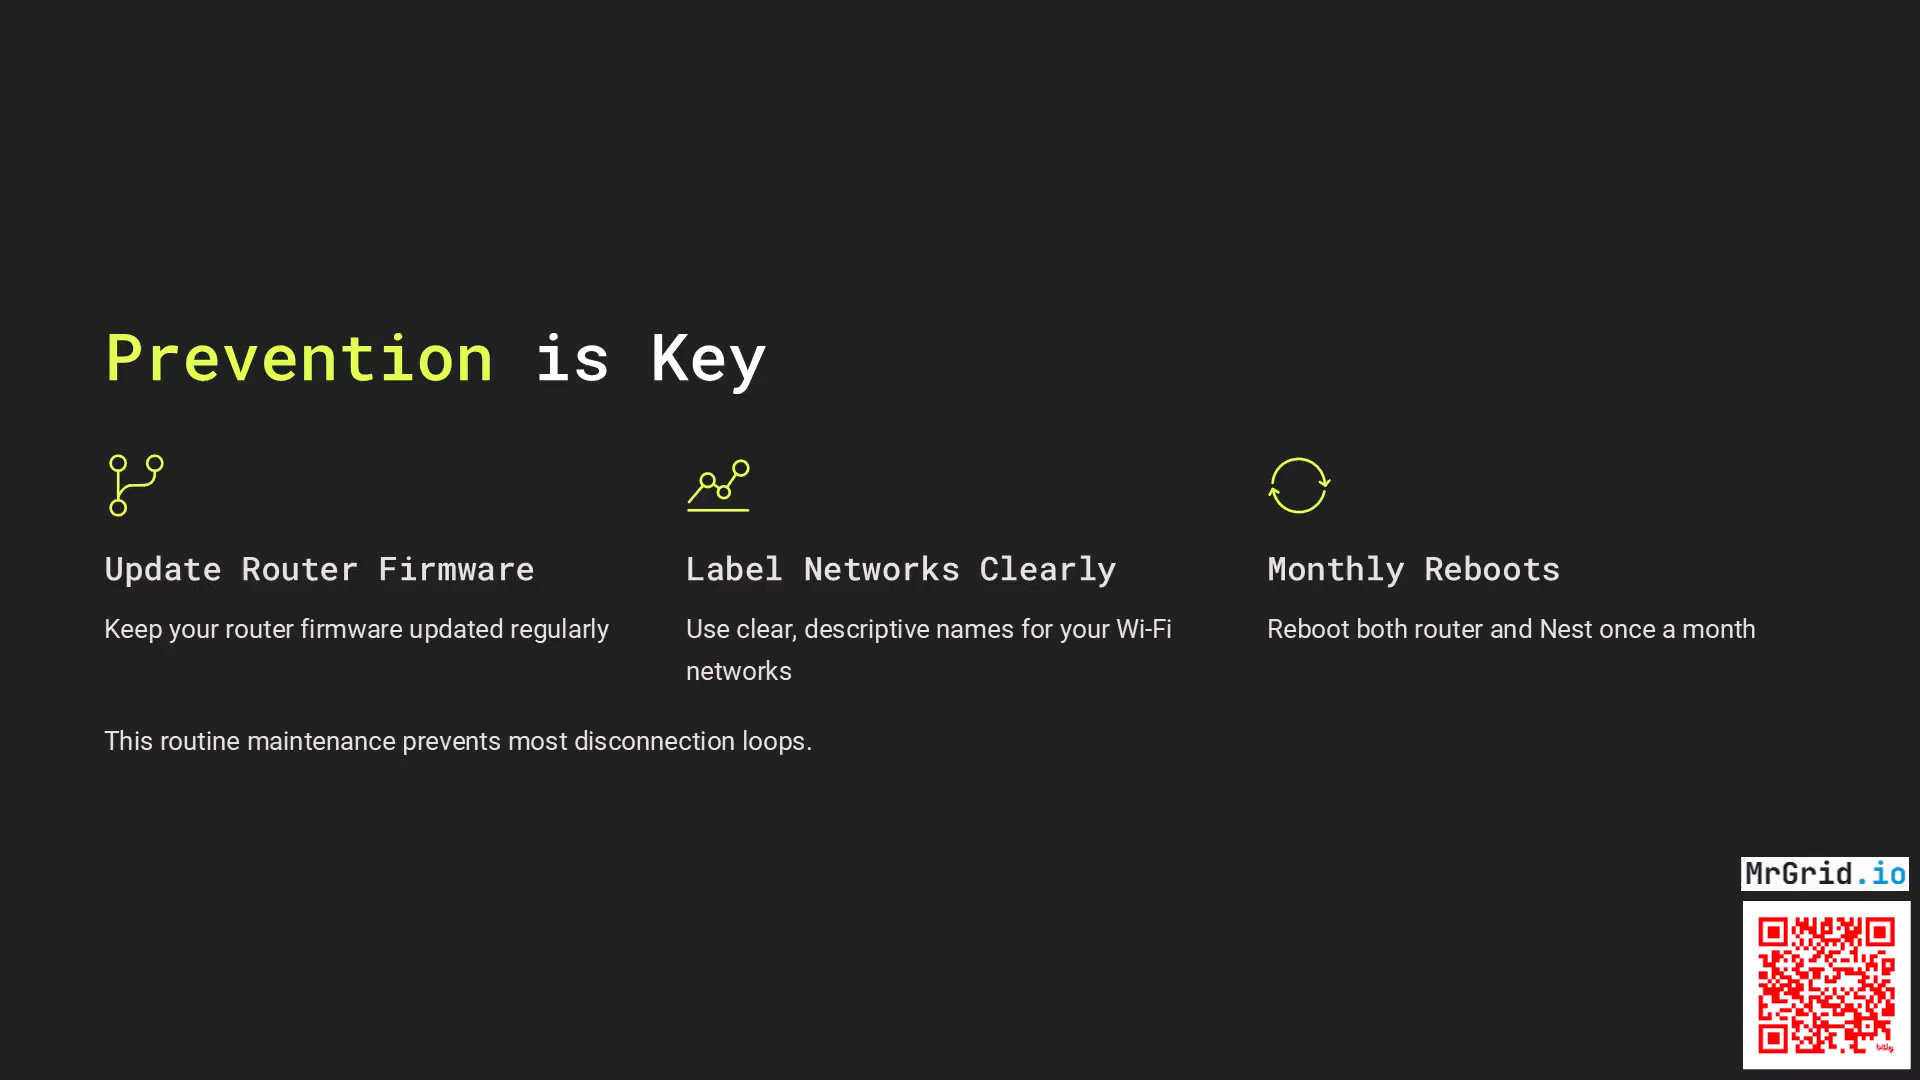 Prevention is Key
Update Router Firmware
Keep your router firmware updated regularly
Label Networks Clearly
Use clear, descriptive names for your Wi-Fi
networks
Monthly Reboots
Reboot both router and Nest once a month
This routine maintenance prevents most disconnection loops.
MrGrid.io
bitly